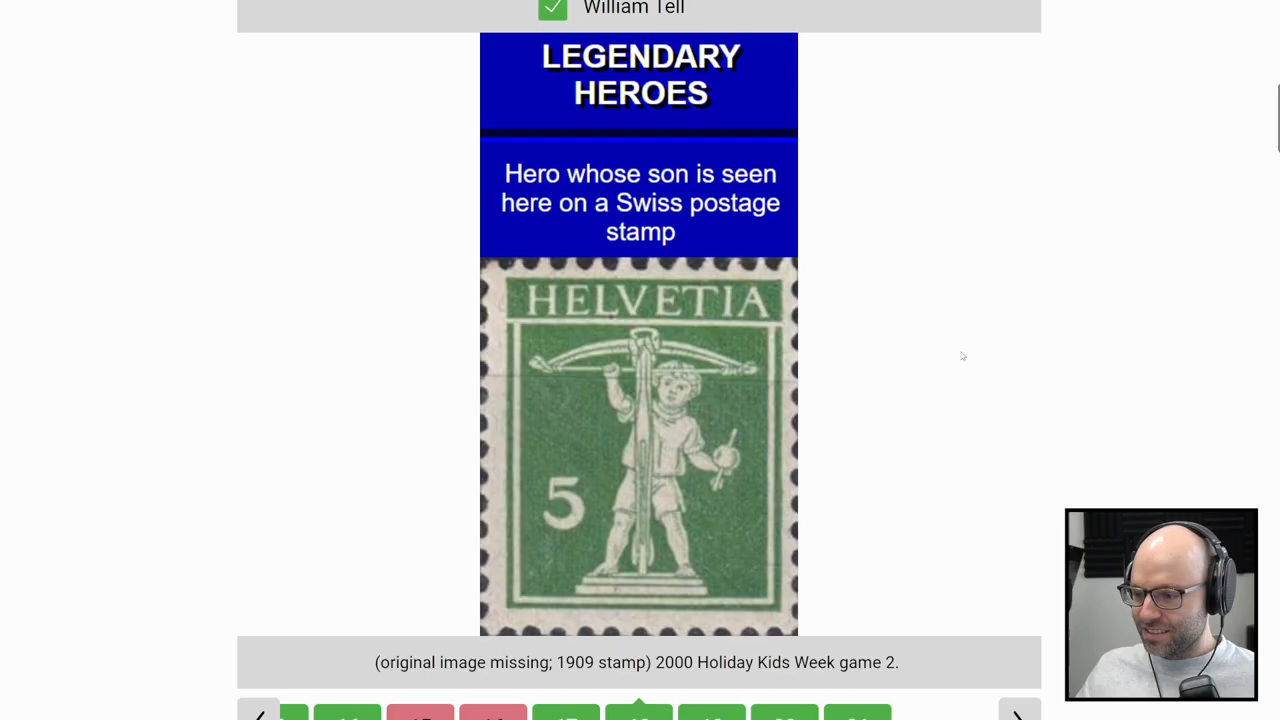 William Tell
LEGENDARY
HEROES
Hero whose son is seen
here on a Swiss postage
stamp
HELVETIA
5
(original image missing; 1909 stamp) 2000 Holiday Kids Week game 2.